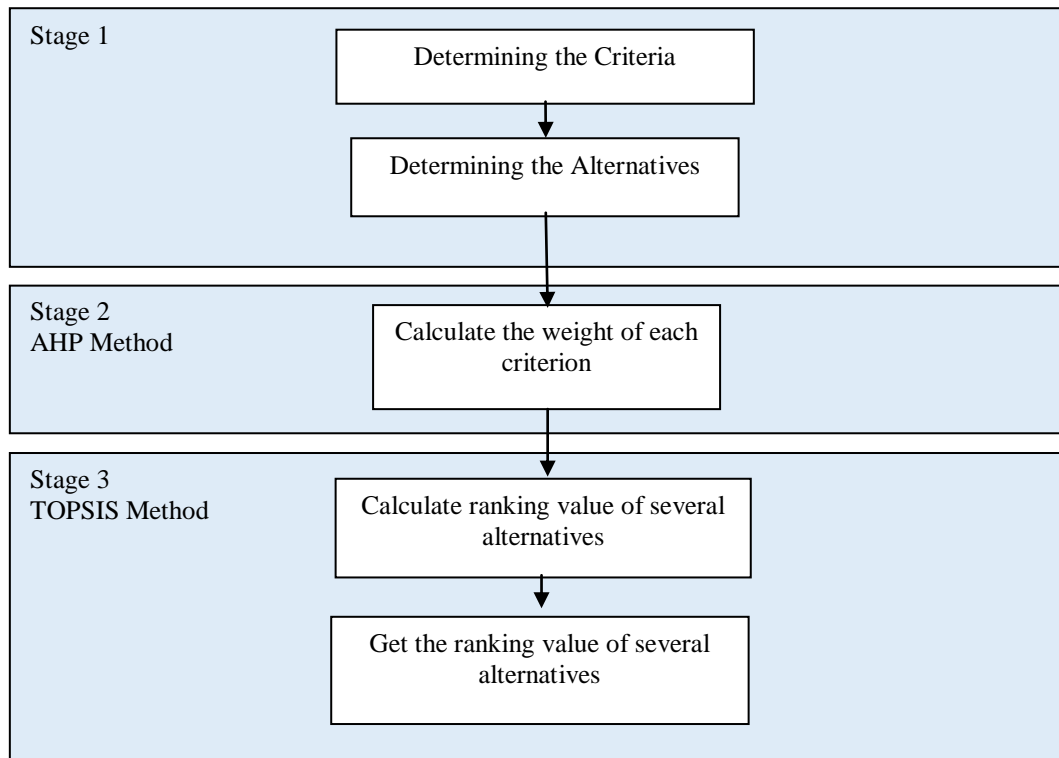 Stage 1
Determining the Criteria
Determining the Alternatives
Stage 2
AHP Method
Calculate the weight of each
criterion
Stage 3
TOPSIS Method
Calculate ranking value of several
alternatives
Get the ranking value of several
alternatives